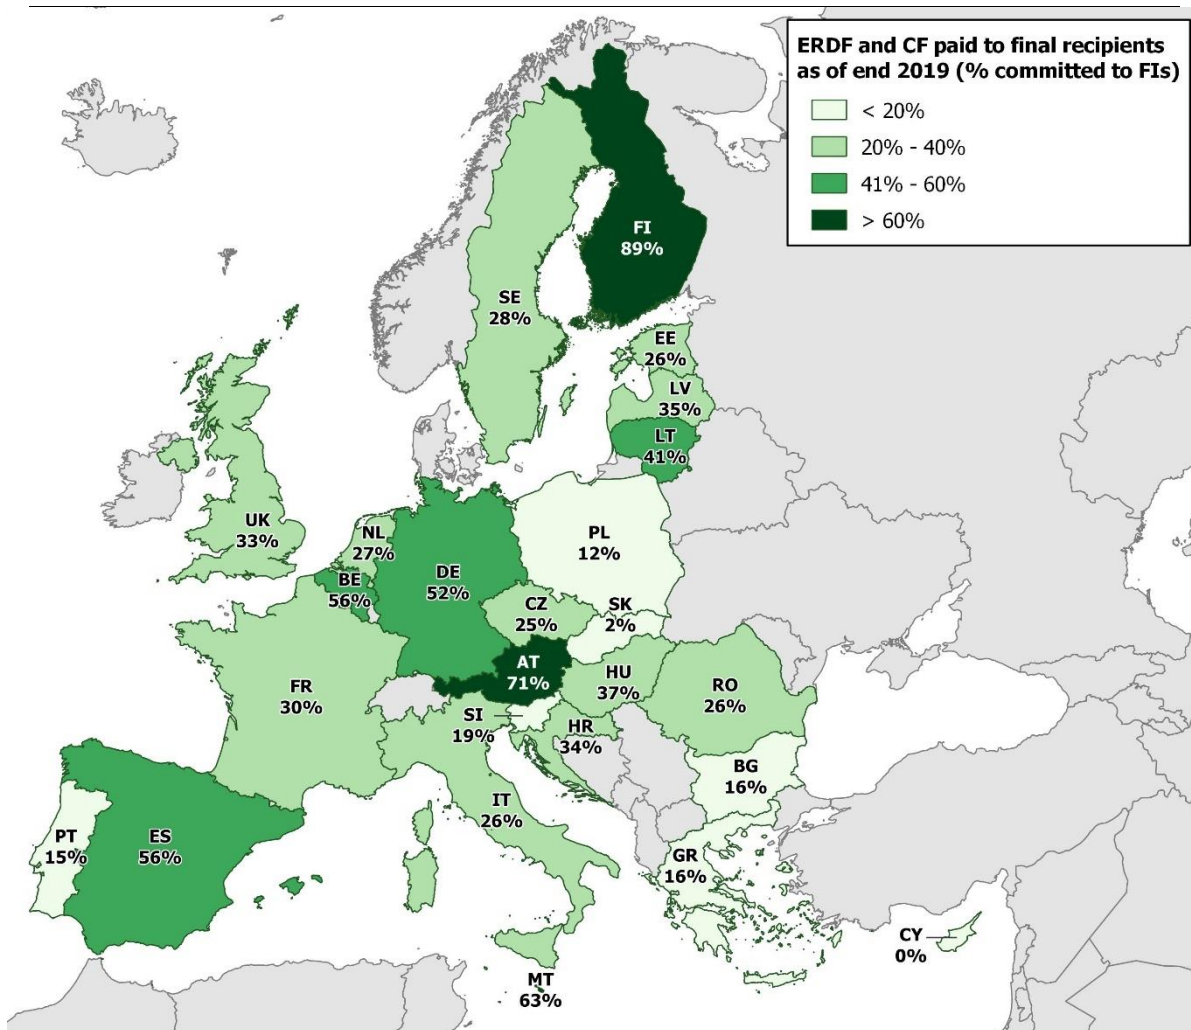 ERDF and CF paid to final recipients
as of end 2019 (% committed to FIs)
< 20%
20% - 40%
41% - 60%
> 60%
FI
89%
SE
28%
EE
26%
LV
35%
LT
41%
UK
33%
NL
27%
BE
56%
DE
52%
PL
12%
CZ
25%
SK
2%
AT
71%
HU
37%
RO
26%
FR
30%
SI
19%
HR
34%
BG
16%
IT
26%
PT
15%
ES
56%
GR
16%
CY
0%
MT
63%